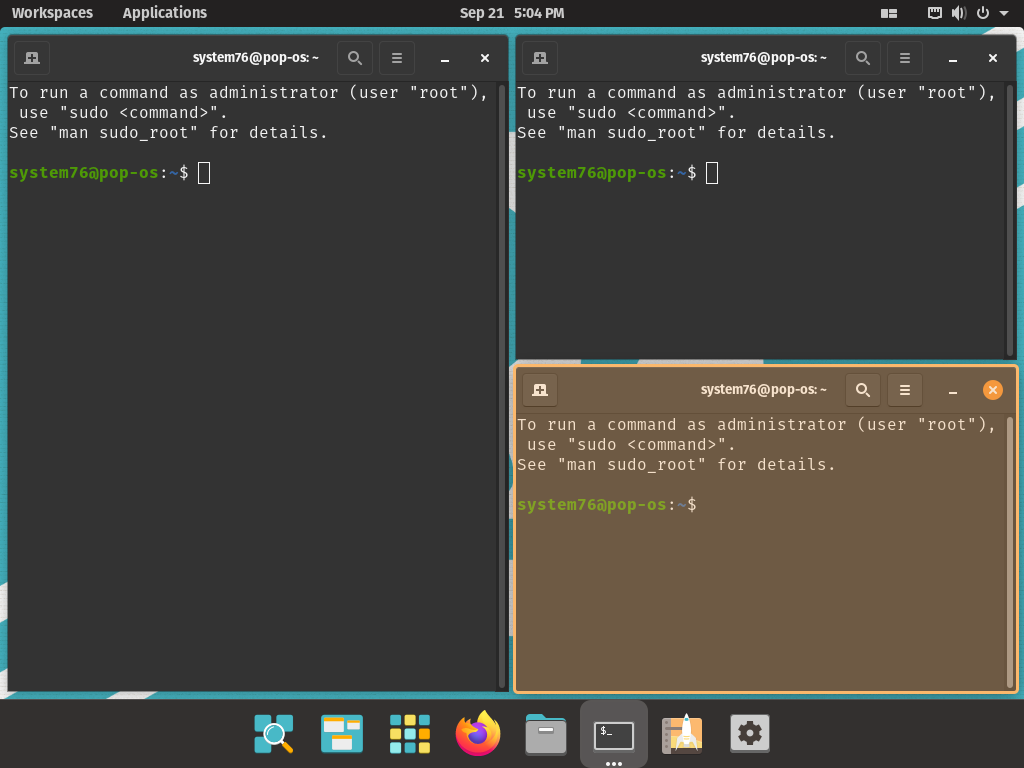 Workspaces Applications Sep 21 5:04 PM
system76@pop-os: ~
To run a command as administrator (user "root"),
use "sudo <command>".
See "man sudo_root" for details.
system76@pop-os:~$
system76@pop-os: ~
To run a command as administrator (user "root"),
use "sudo <command>".
See "man sudo_root" for details.
system76@pop-os:~$
system76@pop-os: ~
To run a command as administrator (user "root"),
use "sudo <command>".
See "man sudo_root" for details.
system76@pop-os:~$
$_